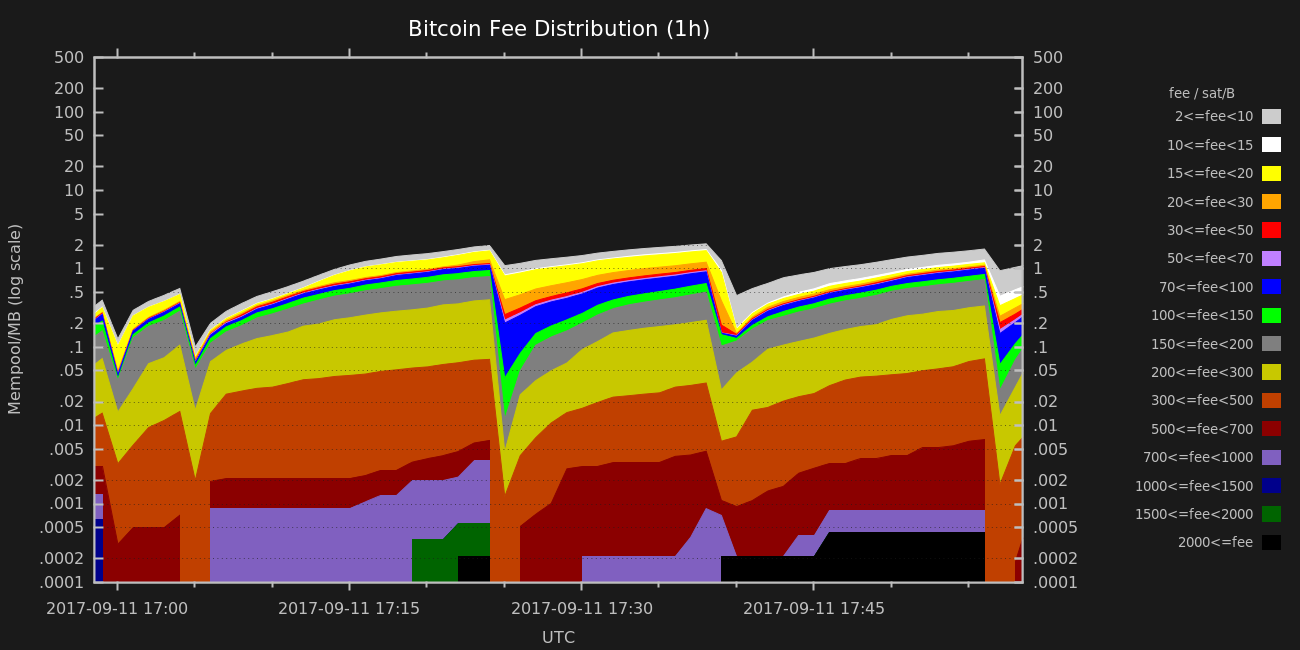 Bitcoin Fee Distribution (1h)
Mempool/MB (log scale)
500
200
100
50
20
10
5
2
1
.5
.2
.1
.05
.02
.01
.005
.002
.001
.0005
.0002
.0001
500
200
100
50
20
10
5
2
1
.5
.2
.1
.05
.02
.01
.005
.002
.001
.0005
.0002
.0001
fee / sat/B
2<=fee<10
10<=fee<15
15<=fee<20
20<=fee<30
30<=fee<50
50<=fee<70
70<=fee<100
100<=fee<150
150<=fee<200
200<=fee<300
300<=fee<500
500<=fee<700
700<=fee<1000
1000<=fee<1500
1500<=fee<2000
2000<=fee
2017-09-11 17:00 2017-09-11 17:15 2017-09-11 17:30 2017-09-11 17:45
UTC